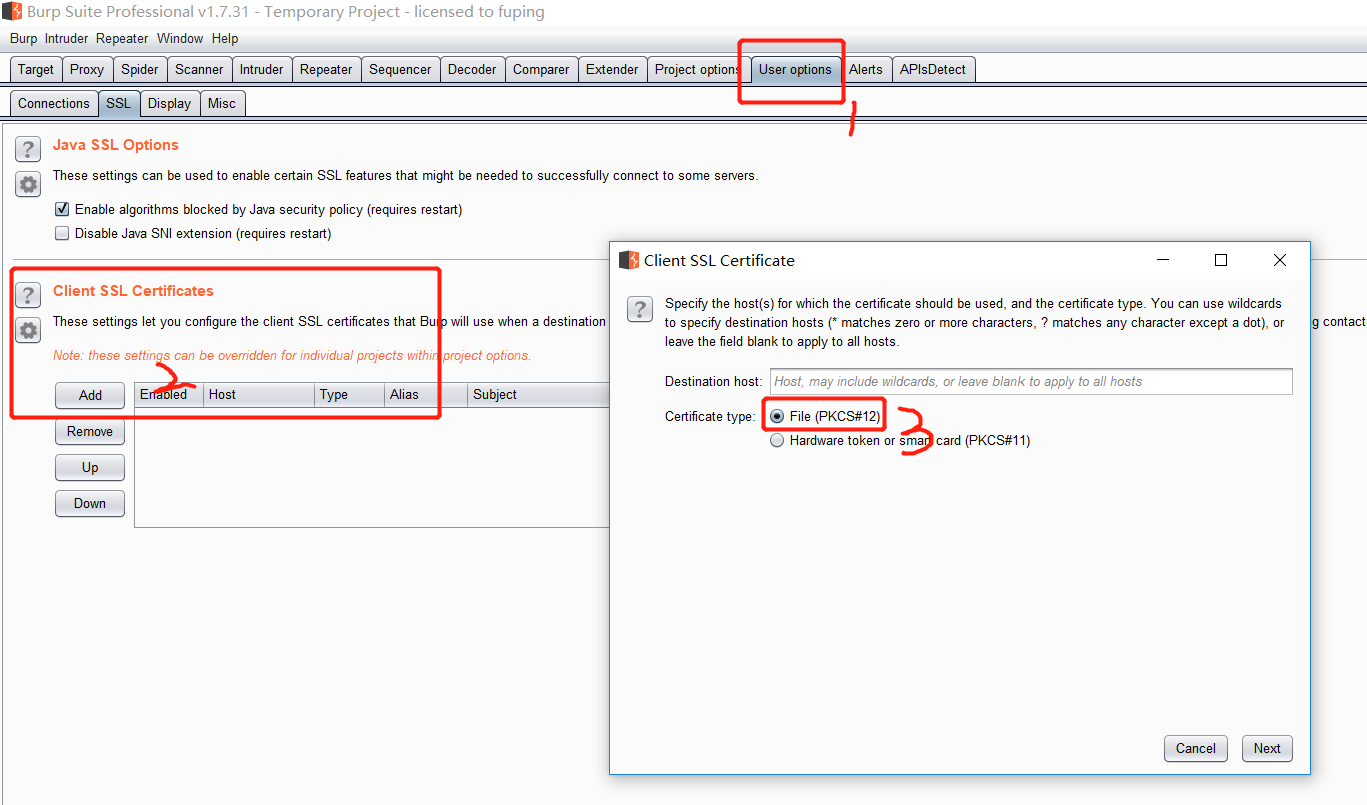 Burp Suite Professional v1.7.31 - Temporary Project - licensed to fuping
Burp Intruder Repeater Window Help
Target Proxy Spider Scanner Intruder Repeater Sequencer Decoder Comparer Extender Project options User options Alerts APIsDetect
1
Connections SSL Display Misc
? Java SSL Options
These settings can be used to enable certain SSL features that might be needed to successfully connect to some servers.
Enable algorithms blocked by Java security policy (requires restart)
Disable Java SNI extension (requires restart)
? Client SSL Certificates
These settings let you configure the client SSL certificates that Burp will use when a destination
Note: these settings can be overridden for individual projects within project options.
2
Add
Remove
Up
Down
Enabled Host Type Alias Subject
Client SSL Certificate
? Specify the host(s) for which the certificate should be used, and the certificate type. You can use wildcards
to specify destination hosts (* matches zero or more characters, ? matches any character except a dot), or
leave the field blank to apply to all hosts.
Destination host: Host, may include wildcards, or leave blank to apply to all hosts
Certificate type: File (PKCS#12)
3
Hardware token or smart card (PKCS#11)
Cancel Next